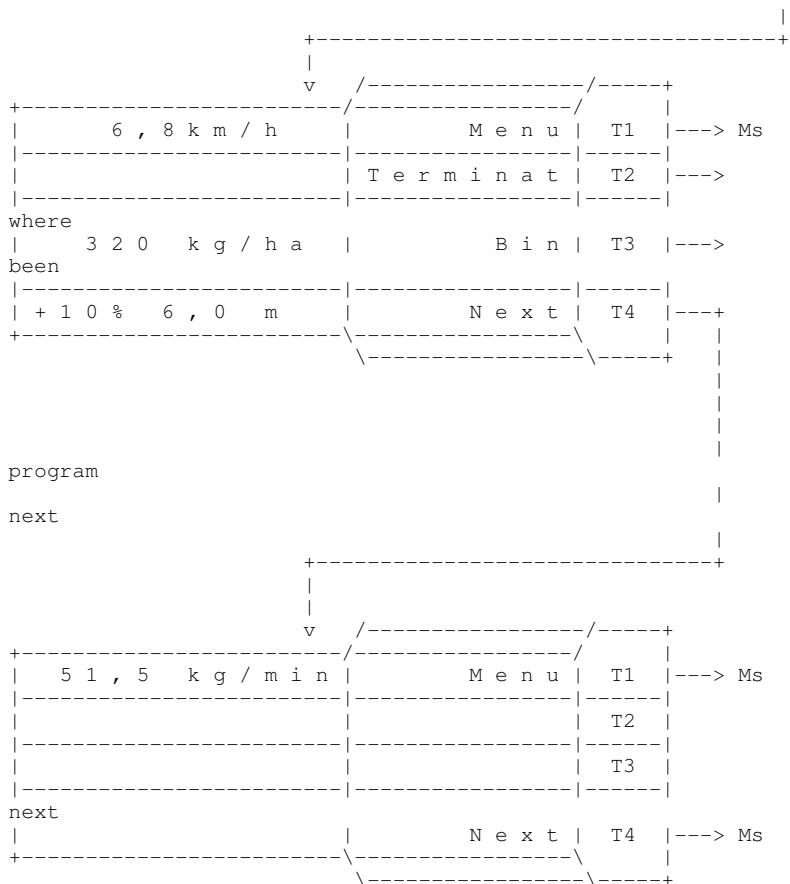 |
+------------------------------------+
|
v /-----------------/-----+
+-------------------------/-----------------/ |
| 6 , 8 k m / h | M e n u | T1 |---> Ms
|-------------------------|-----------------|------|
| | T e r m i n a t | T2 |--->
|-------------------------|-----------------|------|
where
| 3 2 0 k g / h a | B i n | T3 |--->
been
|-------------------------|-----------------|------|
| + 1 0 % 6 , 0 m | N e x t | T4 |---+
+-------------------------\-----------------\ | |
\-----------------\-----+ |
|
|
|
|
program
|
next
|
+-------------------------------+
|
|
v /-----------------/-----+
+-------------------------/-----------------/ |
| 5 1 , 5 k g / m i n | M e n u | T1 |---> Ms
|-------------------------|-----------------|------|
| | | T2 |
|-------------------------|-----------------|------|
| | | T3 |
|-------------------------|-----------------|------|
next
| | N e x t | T4 |---> Ms
+-------------------------\-----------------\ |
\-----------------\-----+